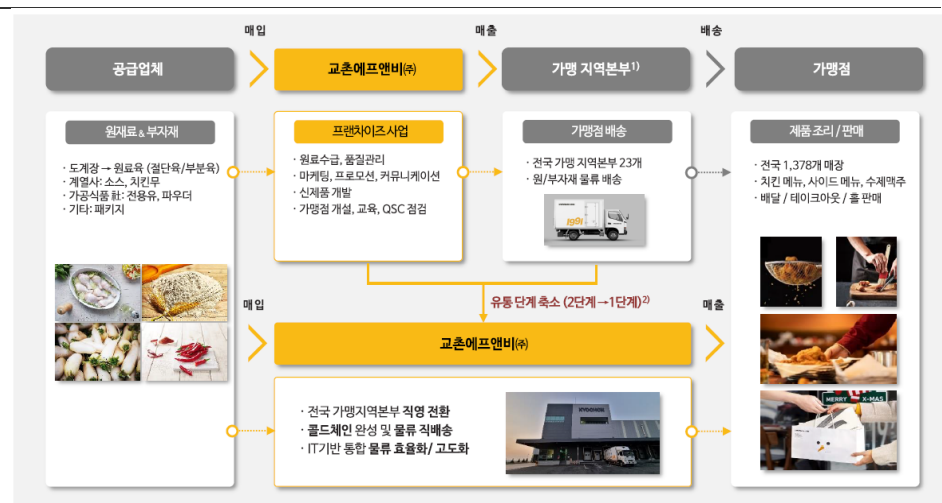 매입
매출
배송
공급업체
교촌에프앤비㈜
가맹 지역본부1)
가맹점
원재료 & 부자재
· 도계장 → 원료육 (절단육/부분육)
· 계열사: 소스, 치킨무
· 가공식품 社: 전용유, 파우더
· 기타: 패키지
프랜차이즈 사업
· 원료수급, 품질관리
· 마케팅, 프로모션, 커뮤니케이션
· 신제품 개발
· 가맹점 개설, 교육, QSC 점검
가맹점 배송
· 전국 가맹 지역본부 23개
· 원/부자재 물류 배송
1991
제품 조리 / 판매
· 전국 1,378개 매장
· 치킨 메뉴, 사이드 메뉴, 수제맥주
· 배달 / 테이크아웃 / 홀 판매
매입
유통 단계 축소 (2단계→1단계)2)
매출
교촌에프앤비㈜
· 전국 가맹지역본부 직영 전환
· 콜드체인 완성 및 물류 직배송
· IT기반 통합 물류 효율화/ 고도화
KYOCHON
MERRY X-MAS